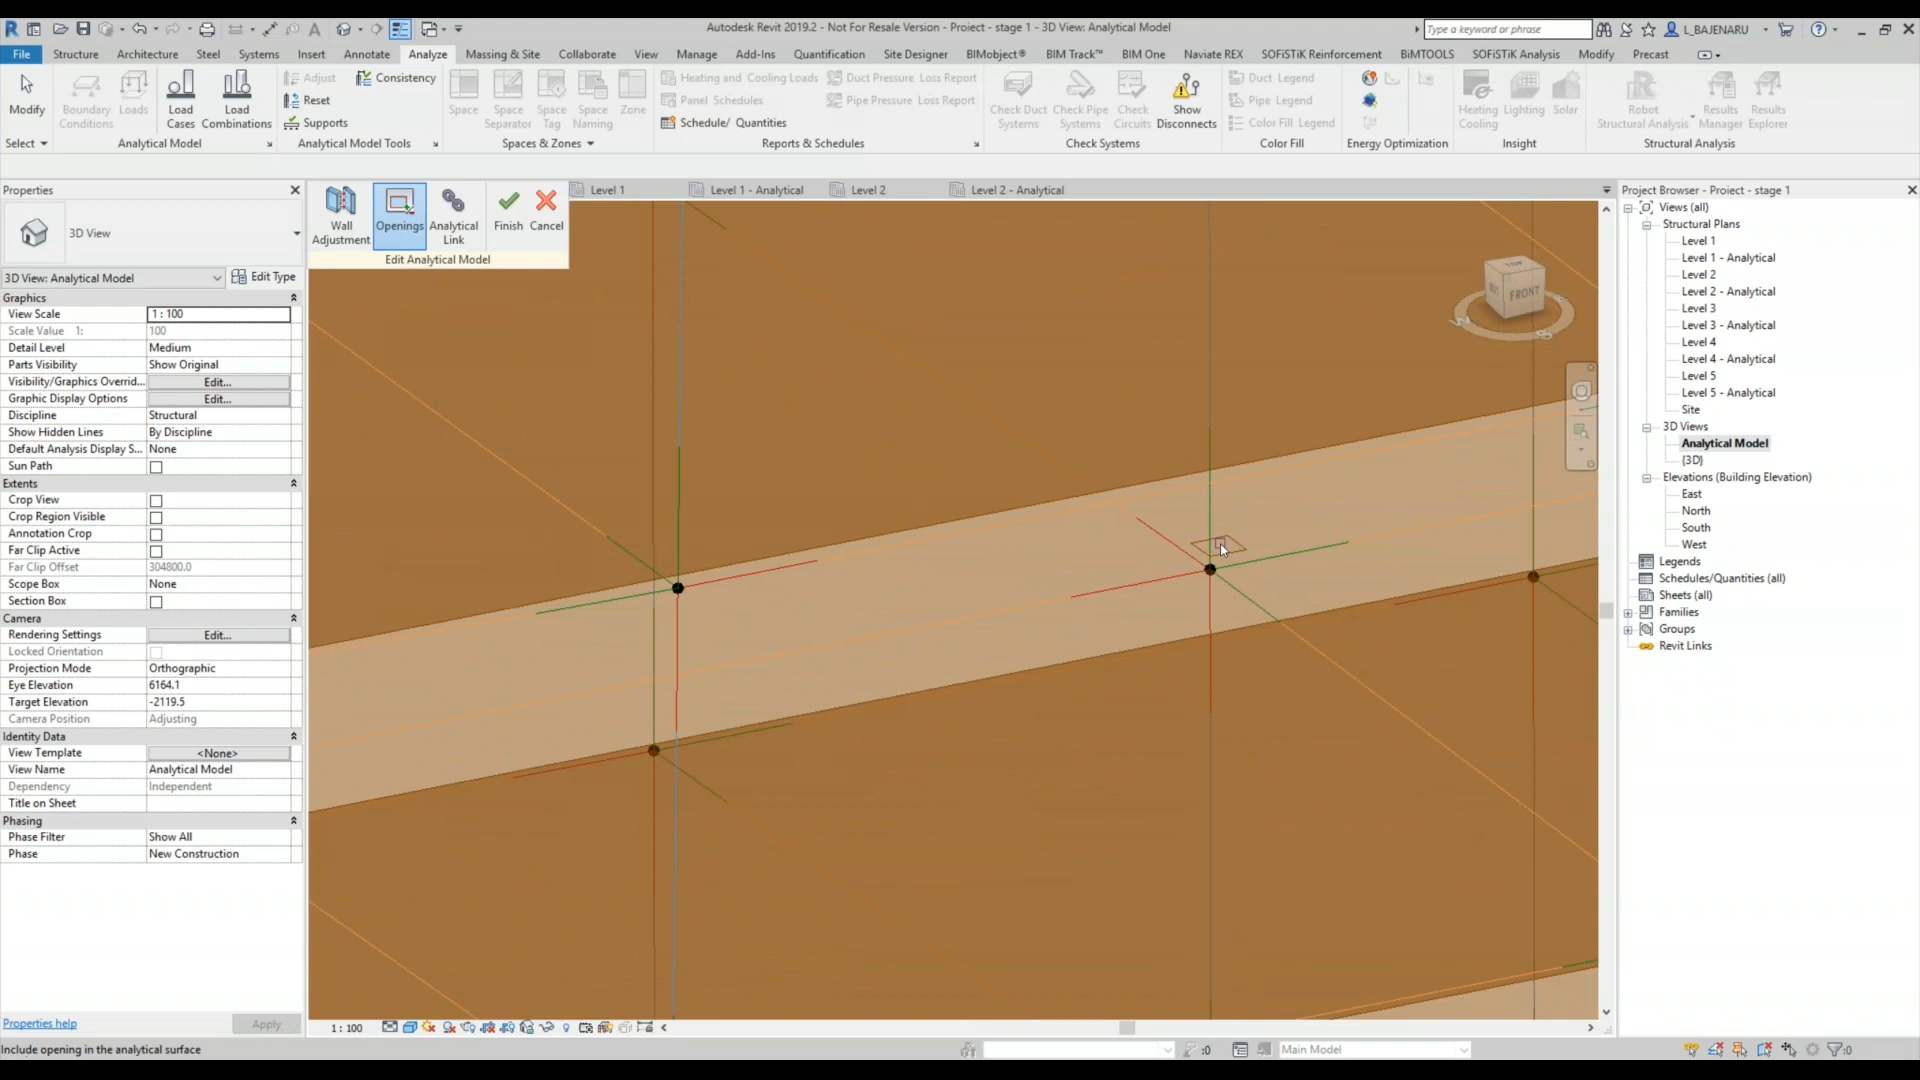 Autodesk Revit 2019.2 - Not For Resale Version - Project - stage 1 - 3D View: Analytical Model
Type a keyword or phrase
L_BAJENARU
File Structure Architecture Steel Systems Insert Annotate Analyze Massing & Site Collaborate View Manage Add-Ins Quantification Site Designer BIMobject® BIM Track™ BIM One Naviate REX SOFiSTiK Reinforcement BiMTOOLS SOFiSTiK Analysis Modify Precast
Modify
Boundary Conditions
Loads
Load Cases
Load Combinations
Adjust
Reset
Supports
Consistency
Space
Space Separator
Space Tag
Space Naming
Zone
Heating and Cooling Loads
Panel Schedules
Schedule/ Quantities
Duct Pressure Loss Report
Pipe Pressure Loss Report
Check Duct Systems
Check Pipe Systems
Check Circuits
Show Disconnects
Duct Legend
Pipe Legend
Color Fill Legend
Heating Cooling
Lighting
Solar
Robot Structural Analysis
Results Manager
Results Explorer
Select
Analytical Model
Analytical Model Tools
Spaces & Zones
Reports & Schedules
Check Systems
Color Fill
Energy Optimization
Insight
Structural Analysis
Properties
3D View
3D View: Analytical Model
Edit Type
Graphics
View Scale 1 : 100
Scale Value 1: 100
Detail Level Medium
Parts Visibility Show Original
Visibility/Graphics Overrid... Edit...
Graphic Display Options Edit...
Discipline Structural
Show Hidden Lines By Discipline
Default Analysis Display S... None
Sun Path
Extents
Crop View
Crop Region Visible
Annotation Crop
Far Clip Active
Far Clip Offset 304800.0
Scope Box None
Section Box
Camera
Rendering Settings Edit...
Locked Orientation
Projection Mode Orthographic
Eye Elevation 6164.1
Target Elevation -2119.5
Camera Position Adjusting
Identity Data
View Template <None>
View Name Analytical Model
Dependency Independent
Title on Sheet
Phasing
Phase Filter Show All
Phase New Construction
Properties help
Apply
Wall Adjustment
Openings
Analytical Link
Finish
Cancel
Edit Analytical Model
Level 1
Level 1 - Analytical
Level 2
Level 2 - Analytical
TOP
FRONT
W
S
1 : 100
Project Browser - Project - stage 1
Views (all)
Structural Plans
Level 1
Level 1 - Analytical
Level 2
Level 2 - Analytical
Level 3
Level 3 - Analytical
Level 4
Level 4 - Analytical
Level 5
Level 5 - Analytical
Site
3D Views
Analytical Model
{3D}
Elevations (Building Elevation)
East
North
South
West
Legends
Schedules/Quantities (all)
Sheets (all)
Families
Groups
Revit Links
Include opening in the analytical surface
:0
Main Model
:0